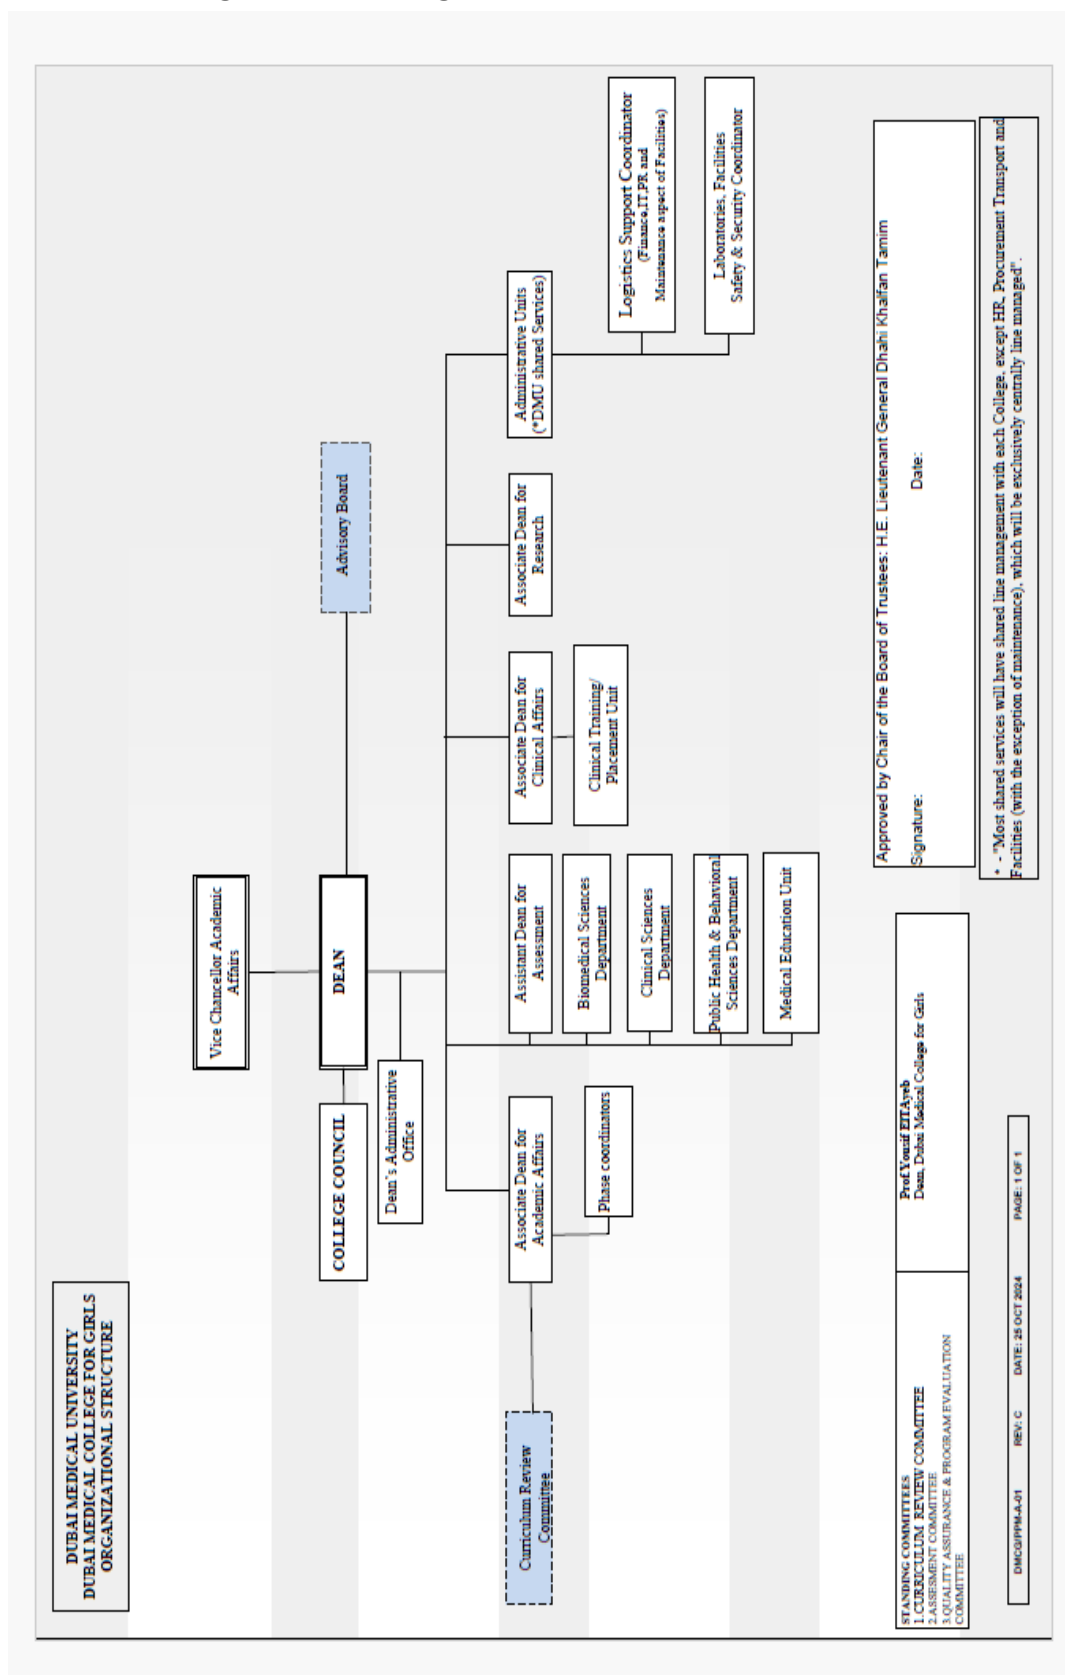 DUBAI MEDICAL UNIVERSITY
DUBAI MEDICAL COLLEGE FOR GIRLS
ORGANIZATIONAL STRUCTURE
Vice Chancellor Academic
Affairs
COLLEGE COUNCIL
DEAN
Advisory Board
Dean`s Administrative
Office
Curriculum Review
Committee
Associate Dean for
Academic Affairs
Phase coordinators
Assistant Dean for
Assessment
Biomedical Sciences
Department
Clinical Sciences
Department
Public Health & Behavioral
Sciences Department
Medical Education Unit
Associate Dean for
Clinical Affairs
Clinical Training/
Placement Unit
Associate Dean for
Research
Administrative Units
(*DMU shared Services)
Logistics Support Coordinator
(Finance,IT,PR and
Maintenance aspect of Facilities)
Laboratories, Facilities
Safety & Security Coordinator
STANDING COMMITTEES
1.CURRICULUM REVIEW COMMITTEE
2.ASSESMENT COMMITTEE
3.QUALITY ASSURANCE & PROGRAM EVALUATION
COMMITTEE
Prof.Yousif ElTAyeb
Dean, Dubai Medical College for Girls
Approved by Chair of the Board of Trustees: H.E. Lieutenant General Dhahi Khalfan Tamim
Signature: Date:
* - "Most shared services will have shared line management with each College, except HR, Procurement Transport and
Facilities (with the exception of maintenance), which will be exclusively centrally line managed".
DMCG/PPM-A-01 REV: C DATE: 25 OCT 2024 PAGE: 1 OF 1